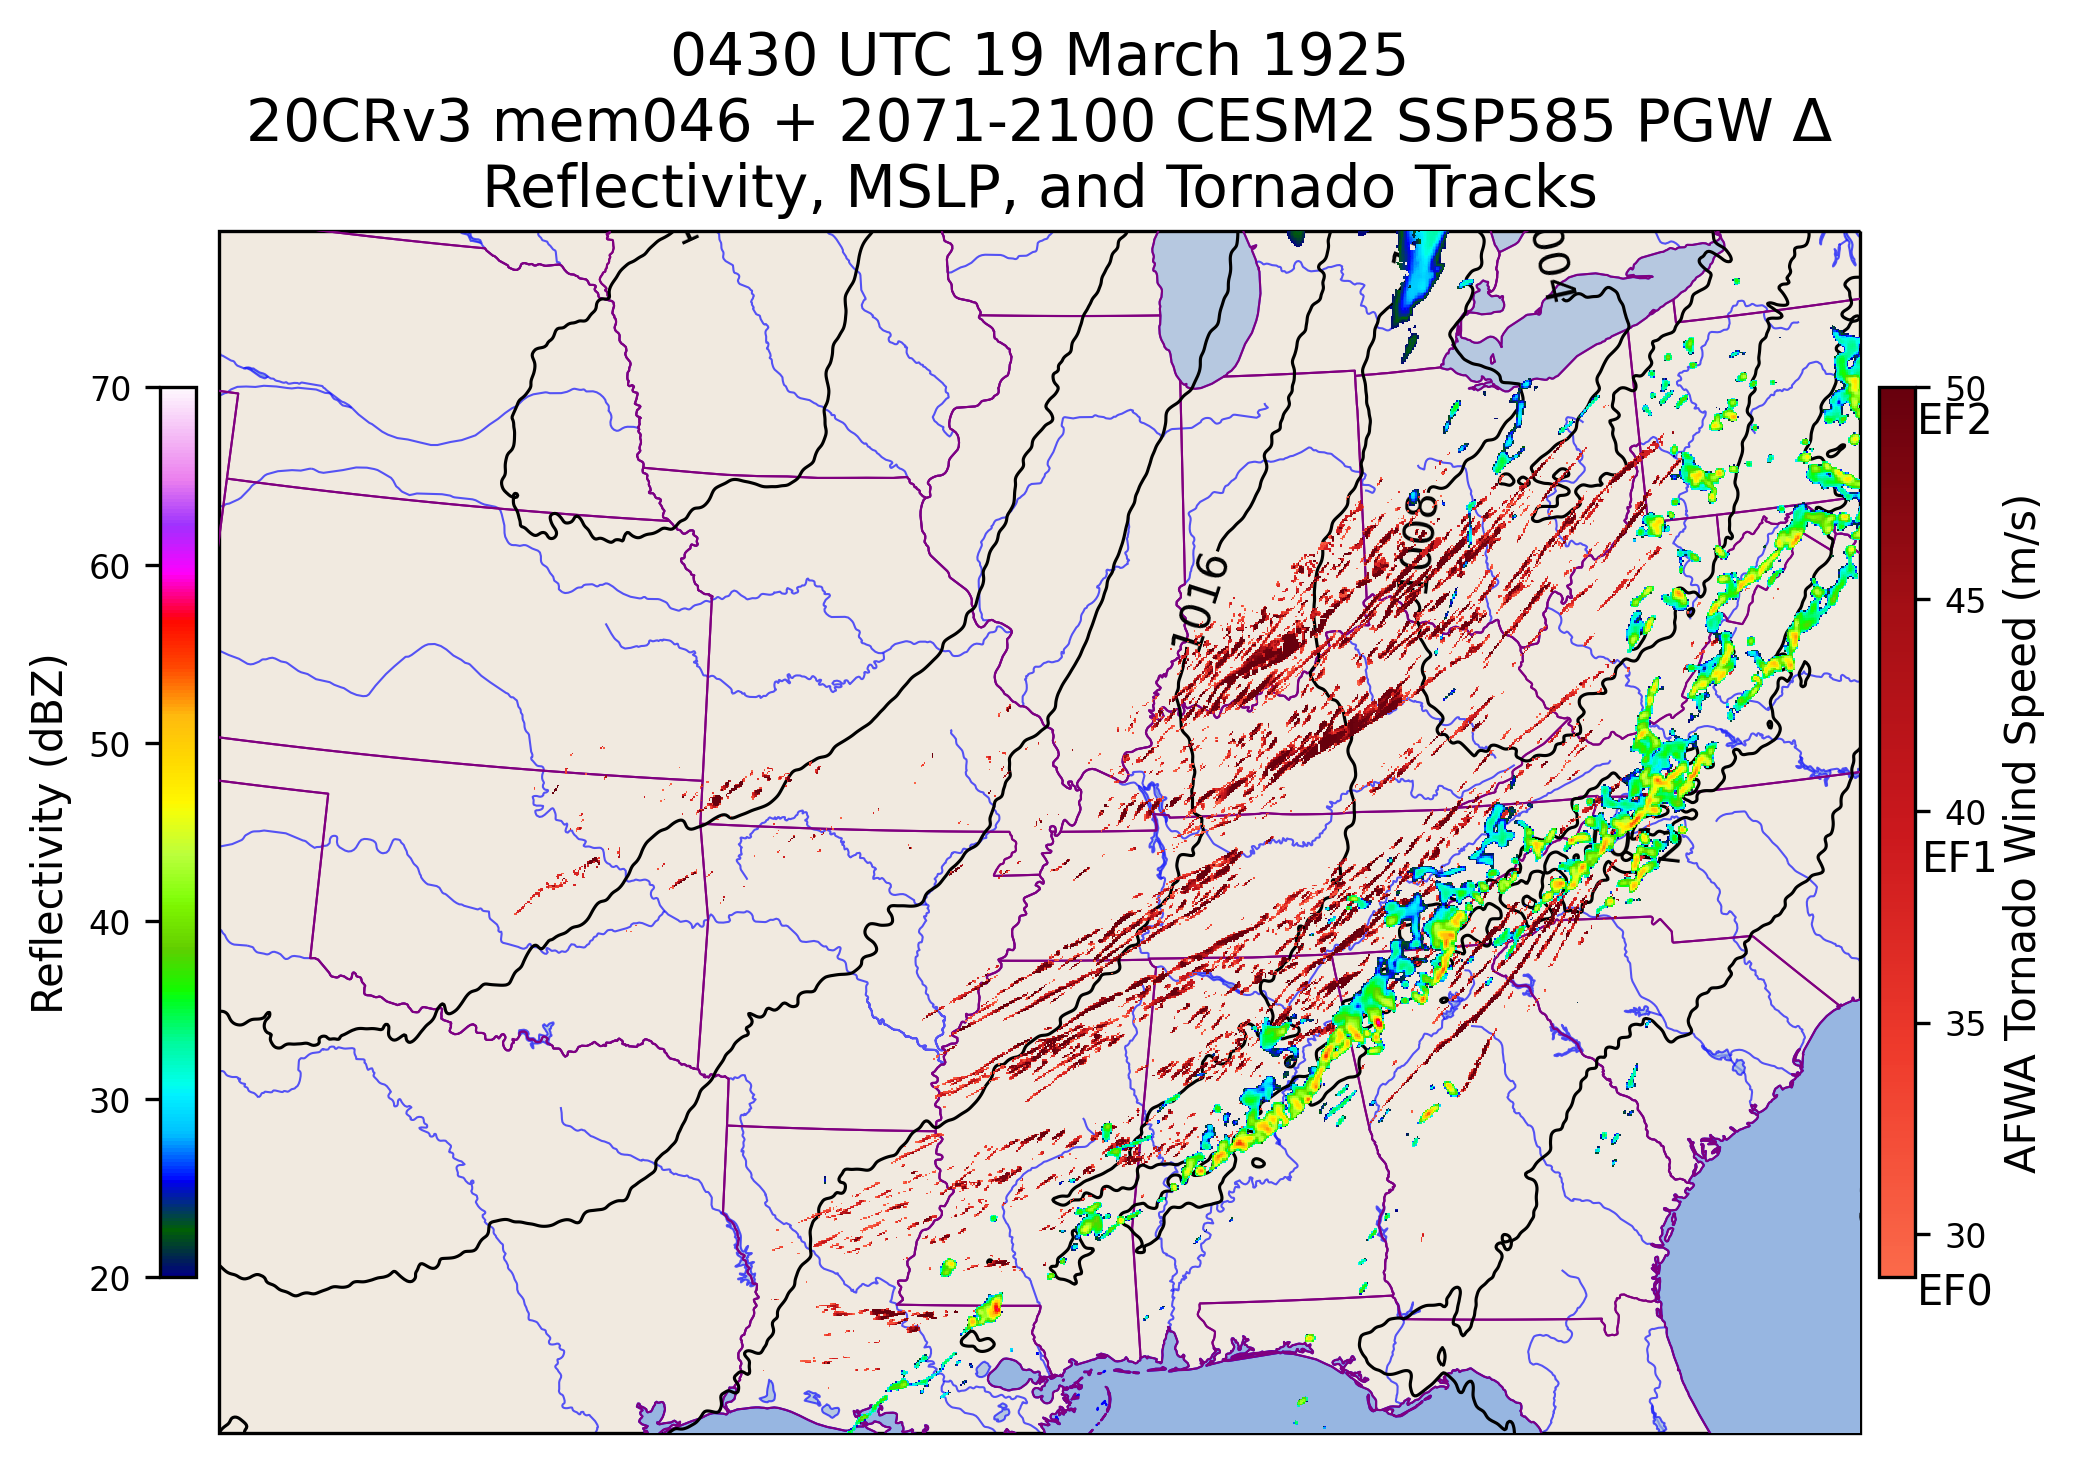 0430 UTC 19 March 1925
20CRv3 mem046 + 2071-2100 CESM2 SSP585 PGW Δ
Reflectivity, MSLP, and Tornado Tracks
70
60
50
40
30
20
Reflectivity (dBZ)
1016
1008
50
EF2
45
40
EF1
35
30
EF0
AFWA Tornado Wind Speed (m/s)